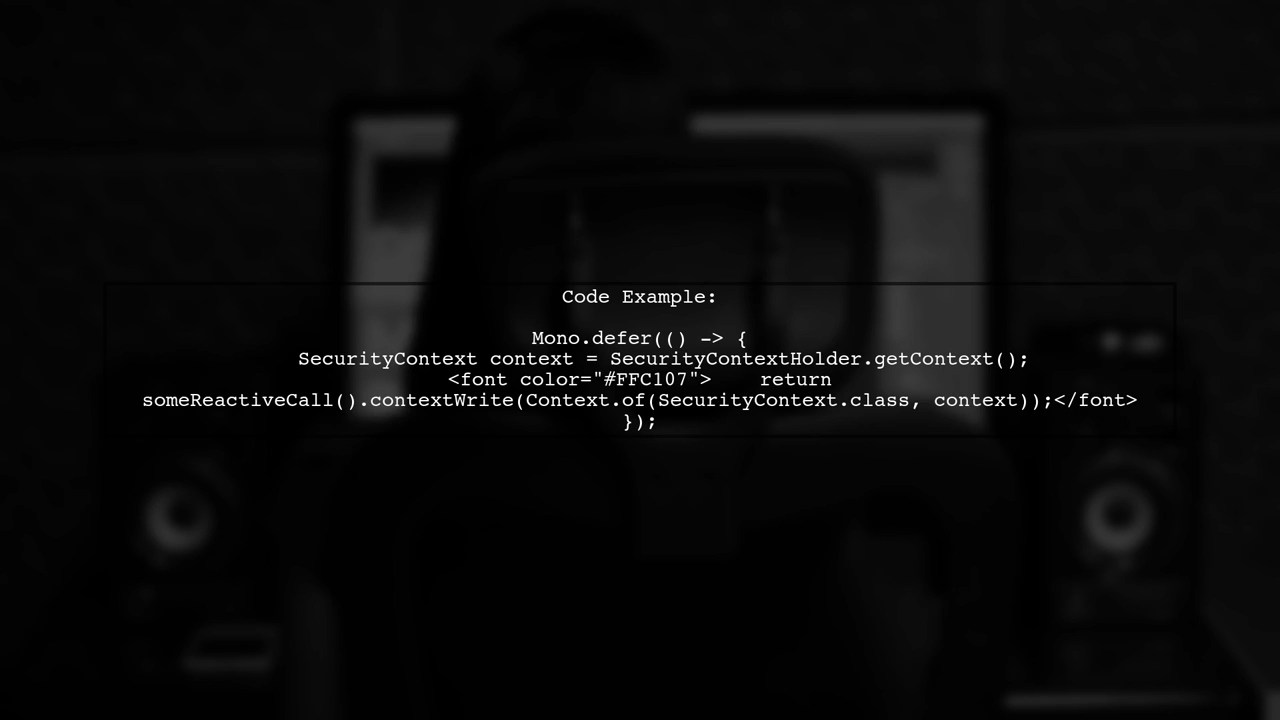 Code Example:
Mono.defer(() -> {
SecurityContext context = SecurityContextHolder.getContext();
<font color="#FFC107">    return
someReactiveCall().contextWrite(Context.of(SecurityContext.class, context));</font>
});